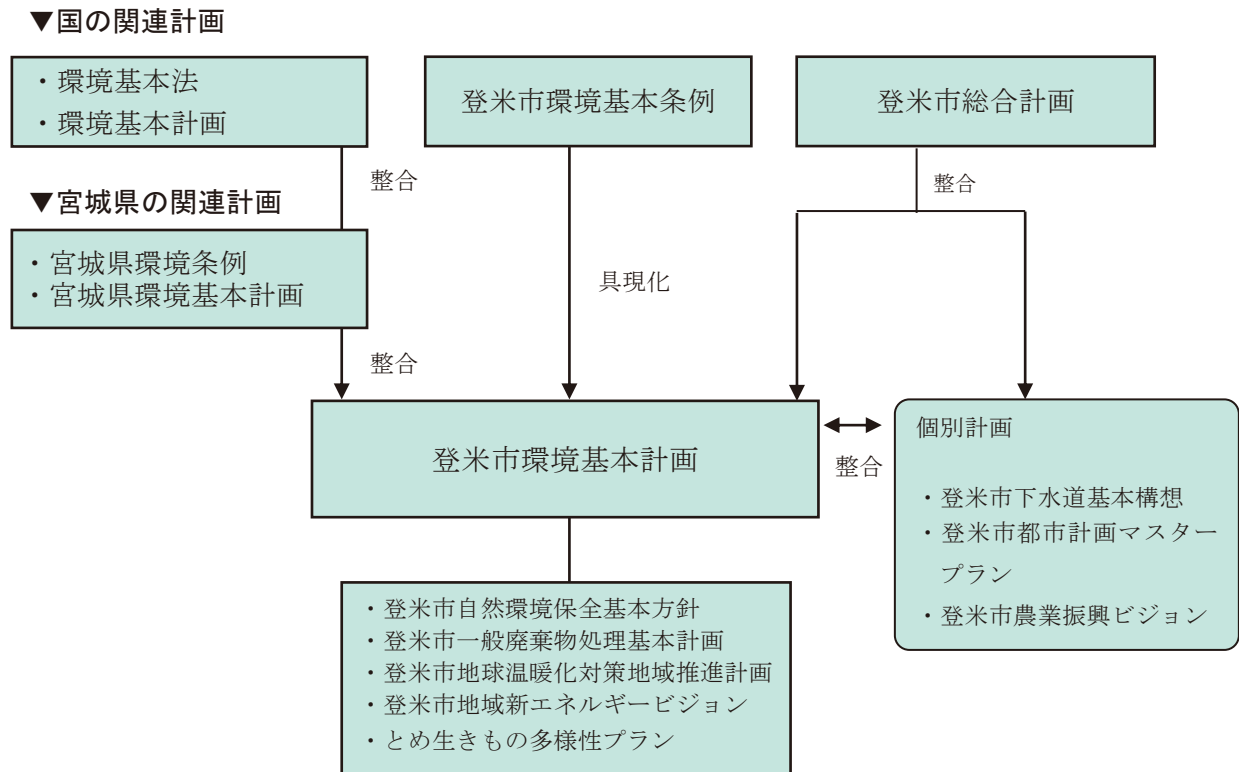 ▼国の関連計画
・環境基本法
・環境基本計画
登米市環境基本条例
登米市総合計画
整合
整合
▼宮城県の関連計画
・宮城県環境条例
・宮城県環境基本計画
具現化
整合
登米市環境基本計画
整合
個別計画
・登米市下水道基本構想
・登米市都市計画マスター
プラン
・登米市農業振興ビジョン
・登米市自然環境保全基本方針
・登米市一般廃棄物処理基本計画
・登米市地球温暖化対策地域推進計画
・登米市地域新エネルギービジョン
・とめ生きもの多様性プラン